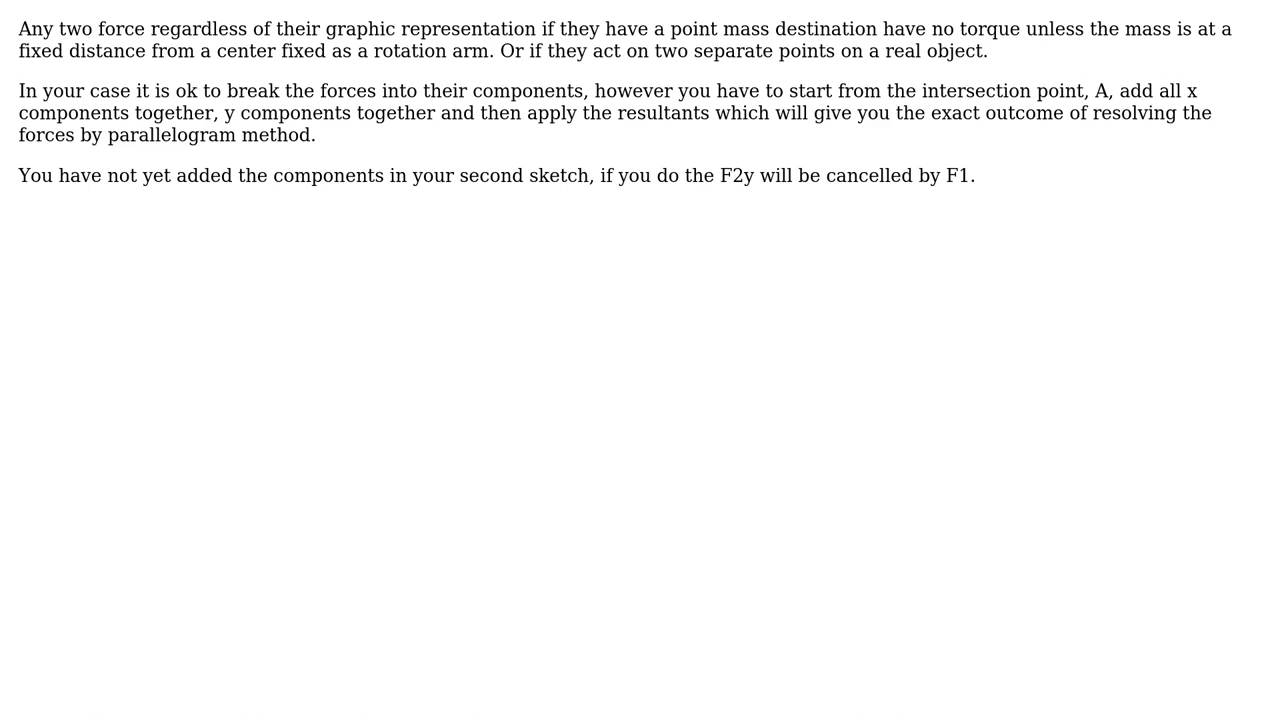 Any two force regardless of their graphic representation if they have a point mass destination have no torque unless the mass is at a
fixed distance from a center fixed as a rotation arm. Or if they act on two separate points on a real object.
In your case it is ok to break the forces into their components, however you have to start from the intersection point, A, add all x
components together, y components together and then apply the resultants which will give you the exact outcome of resolving the
forces by parallelogram method.
You have not yet added the components in your second sketch, if you do the F2y will be cancelled by F1.